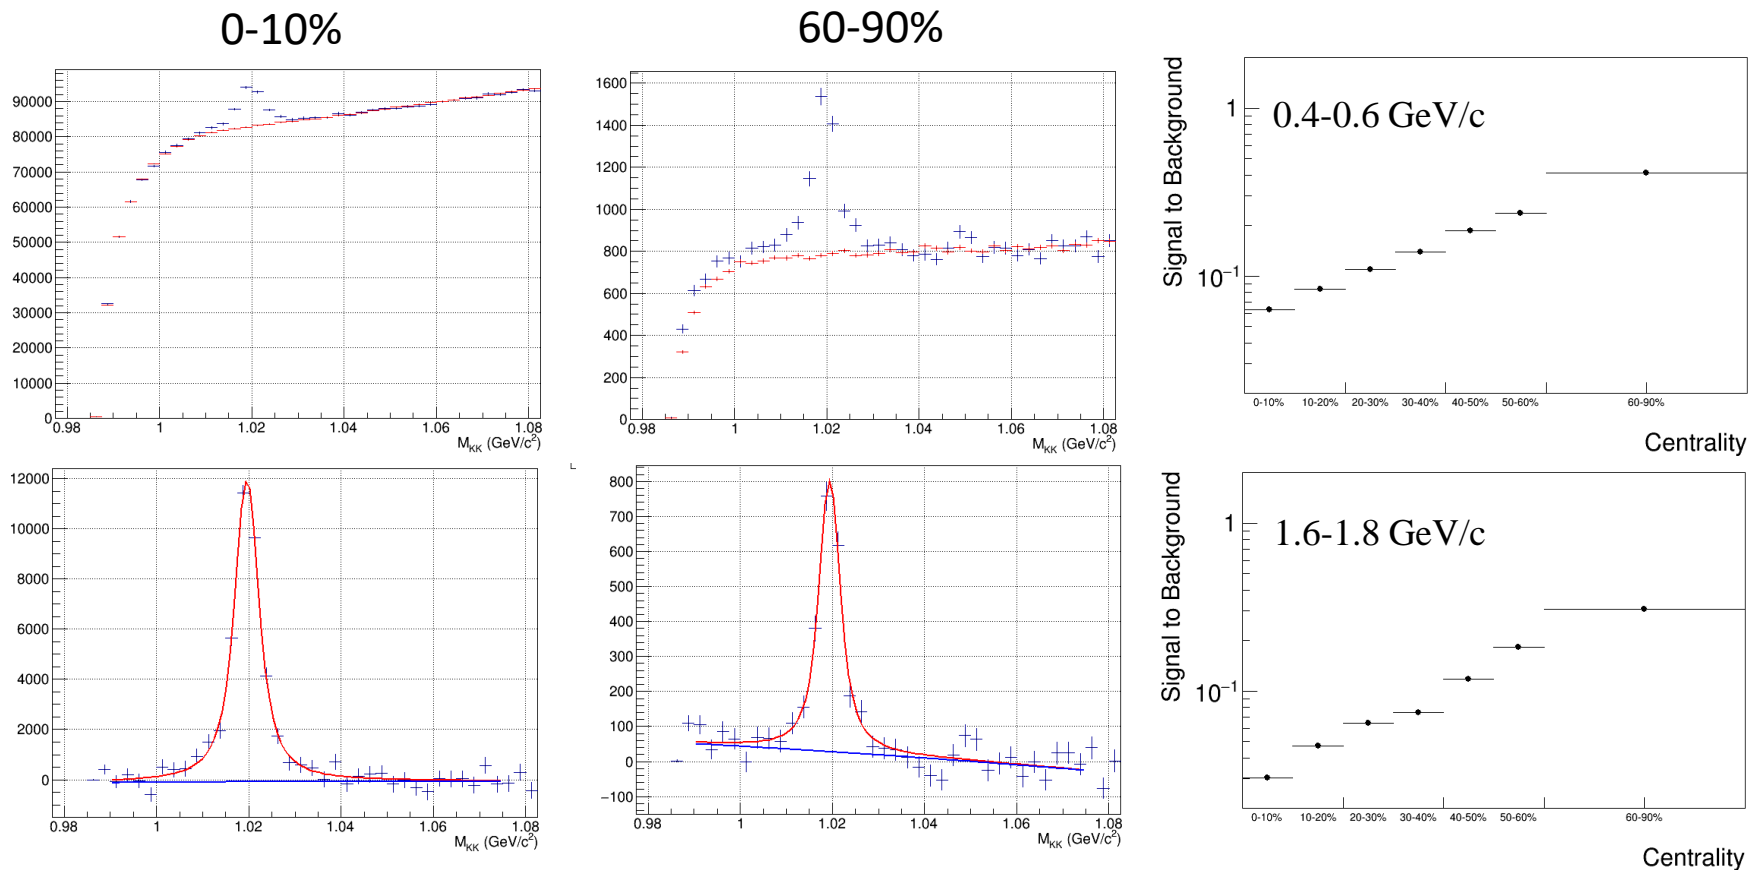 0-10%
60-90%
90000
80000
70000
60000
50000
40000
30000
20000
10000
0
0.98 1 1.02 1.04 1.06 1.08
M_KK (GeV/c²)
1600
1400
1200
1000
800
600
400
200
0
0.98 1 1.02 1.04 1.06 1.08
M_KK (GeV/c²)
Signal to Background
1
10⁻¹
0.4-0.6 GeV/c
0-10% 10-20% 20-30% 30-40% 40-50% 50-60% 60-90%
Centrality
12000
10000
8000
6000
4000
2000
0
0.98 1 1.02 1.04 1.06 1.08
M_KK (GeV/c²)
800
700
600
500
400
300
200
100
0
−100
0.98 1 1.02 1.04 1.06 1.08
M_KK (GeV/c²)
Signal to Background
1
10⁻¹
1.6-1.8 GeV/c
0-10% 10-20% 20-30% 30-40% 40-50% 50-60% 60-90%
Centrality